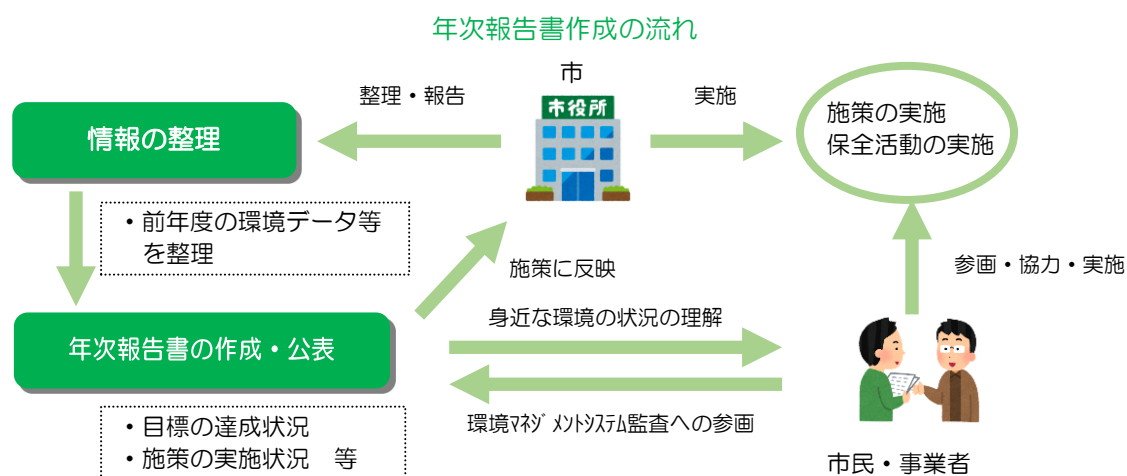 年次報告書作成の流れ
市
整理・報告
実施
市役所
情報の整理
施策の実施
保全活動の実施
・前年度の環境データ等
を整理
施策に反映
参画・協力・実施
身近な環境の状況の理解
年次報告書の作成・公表
環境ﾏﾈｼﾞﾒﾝﾄｼｽﾃﾑ監査への参画
・目標の達成状況
・施策の実施状況　等
市民・事業者